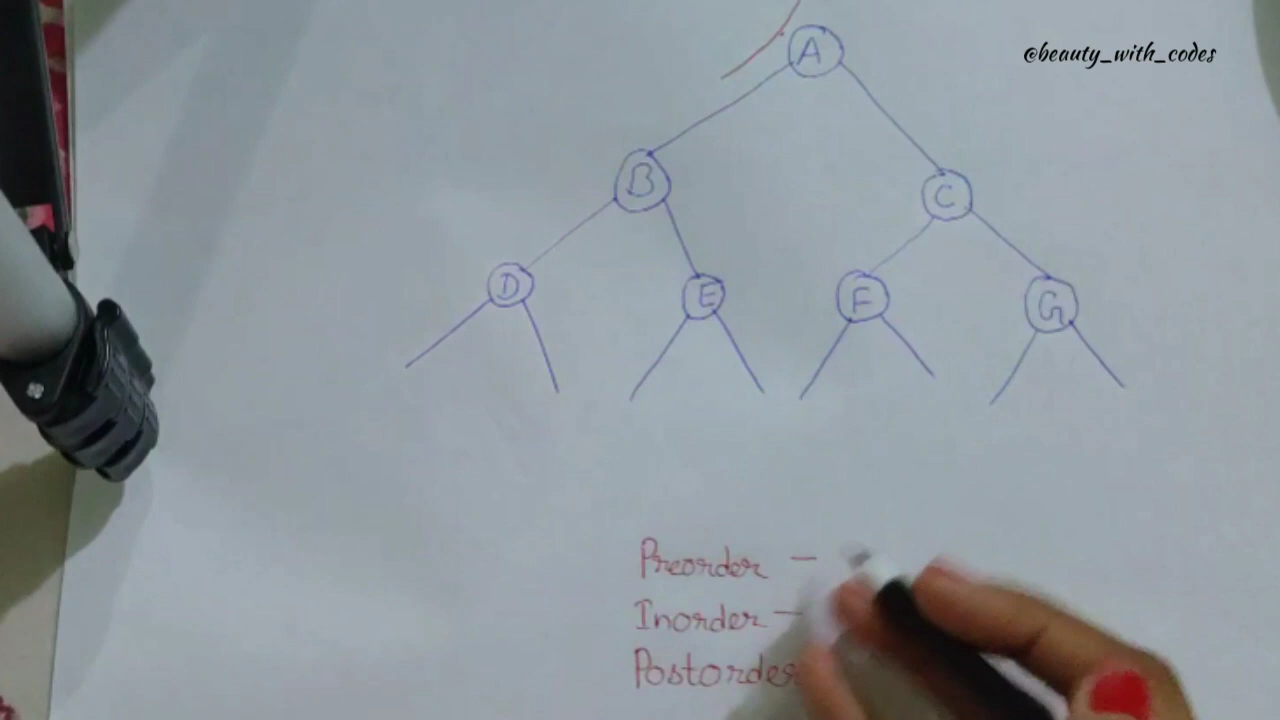 @beauty_with_codes
A
B C
D E F G
Preorder -
Inorder -
Postorder